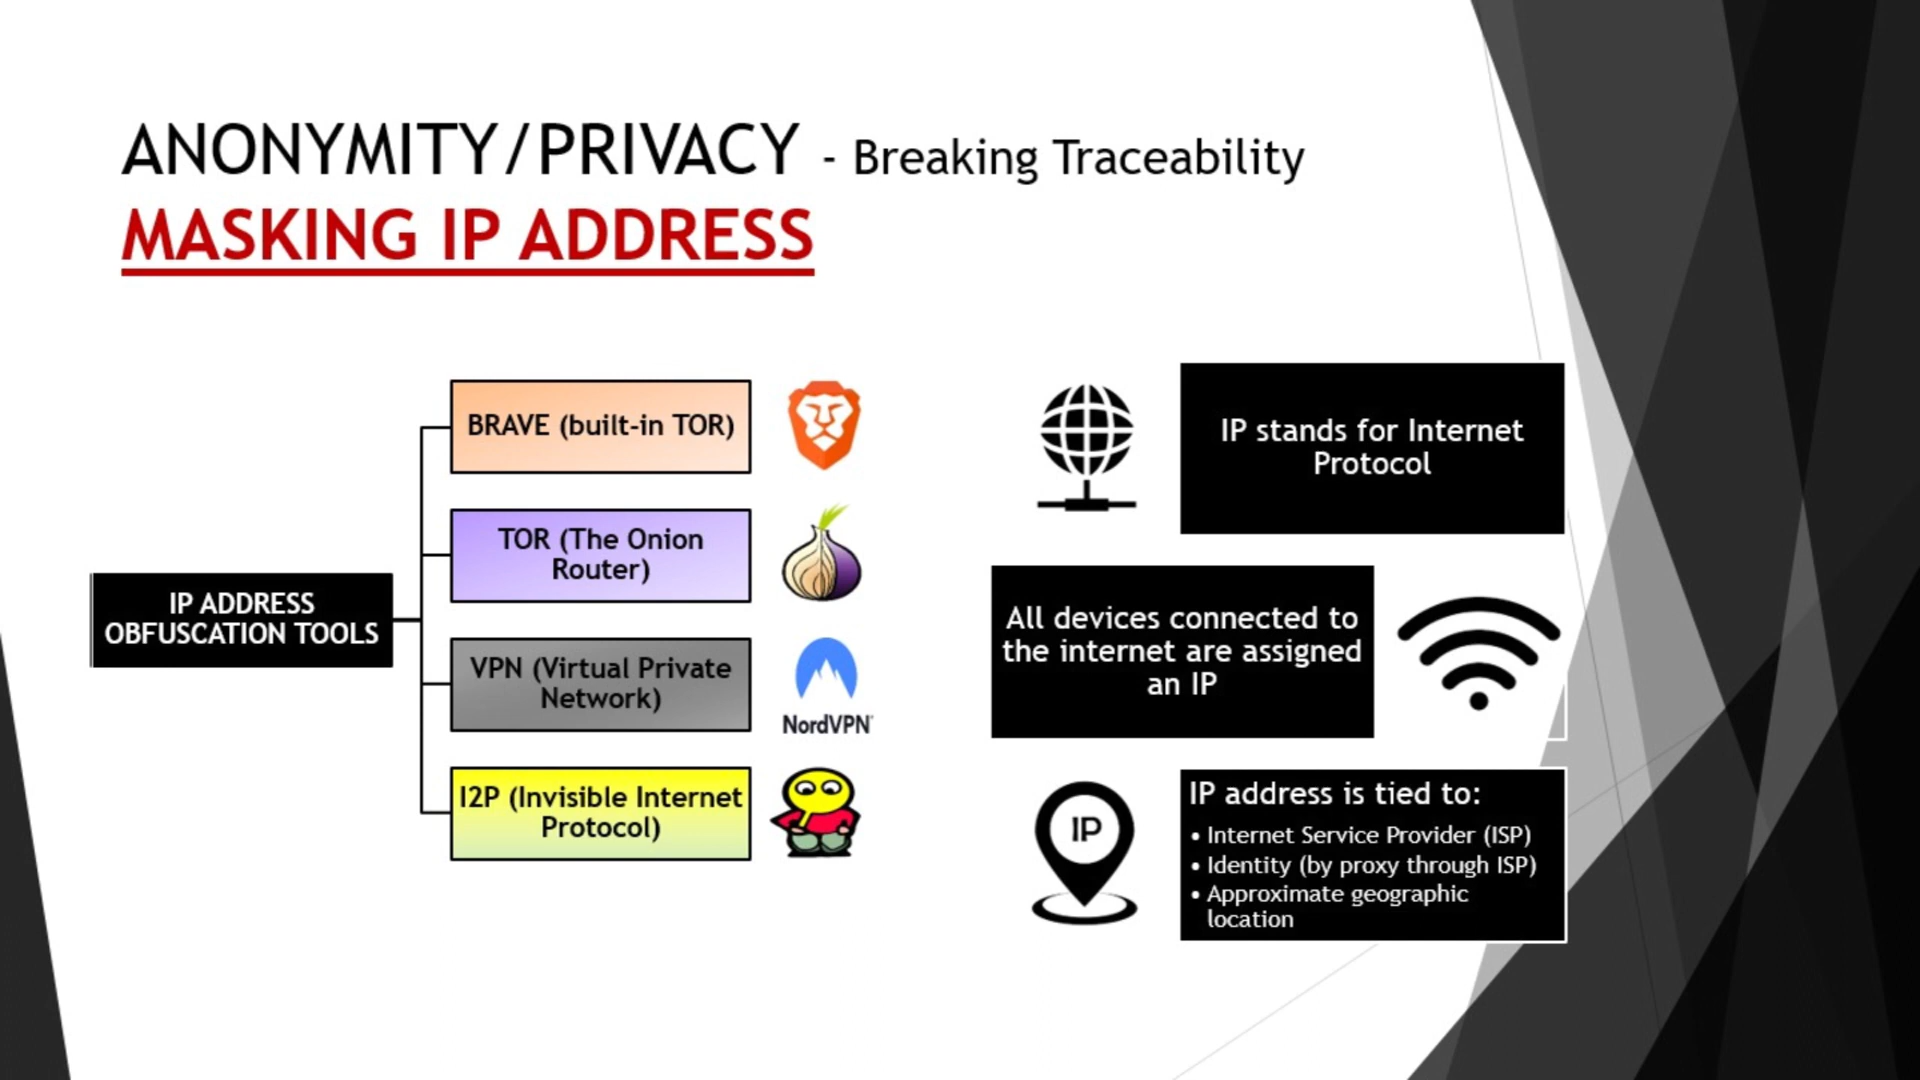 ANONYMITY/PRIVACY - Breaking Traceability
MASKING IP ADDRESS
IP ADDRESS
OBFUSCATION TOOLS
BRAVE (built-in TOR)
TOR (The Onion
Router)
VPN (Virtual Private
Network)
NordVPN®
I2P (Invisible Internet
Protocol)
IP stands for Internet
Protocol
All devices connected to
the internet are assigned
an IP
IP
IP address is tied to:
• Internet Service Provider (ISP)
• Identity (by proxy through ISP)
• Approximate geographic
location